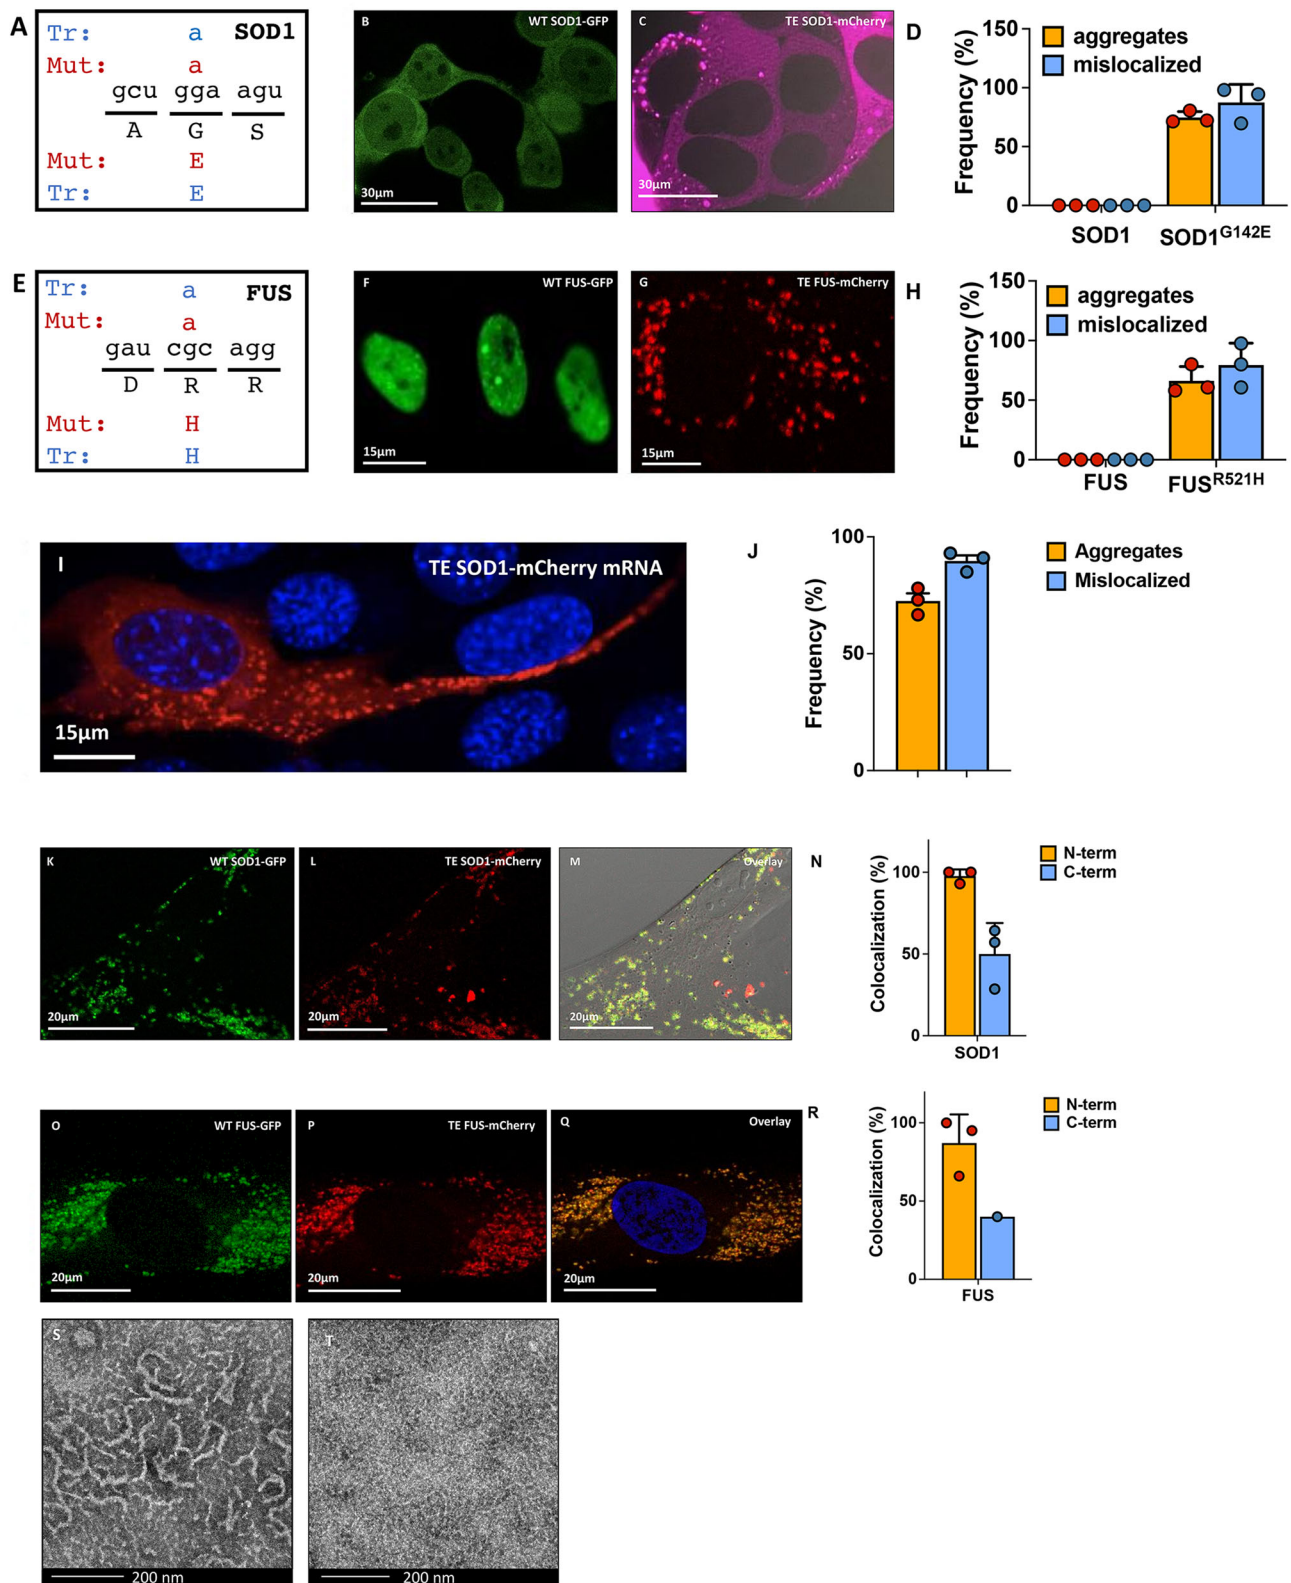 A
Tr: a SOD1
Mut: a
gcu gga agu
A G S
Mut: E
Tr: E
B WT SOD1-GFP
30µm
C TE SOD1-mCherry
30µm
D
150
100
50
0
Frequency (%)
aggregates
mislocalized
SOD1 SOD1G142E
E
Tr: a FUS
Mut: a
gau cgc agg
D R R
Mut: H
Tr: H
F WT FUS-GFP
15µm
G TE FUS-mCherry
15µm
H
150
100
50
0
Frequency (%)
aggregates
mislocalized
FUS FUSR521H
I TE SOD1-mCherry mRNA
15µm
J
100
50
0
Frequency (%)
Aggregates
Mislocalized
K WT SOD1-GFP
20µm
L TE SOD1-mCherry
20µm
M Overlay
20µm
N
100
50
0
Colocalization (%)
SOD1
N-term
C-term
O WT FUS-GFP
20µm
P TE FUS-mCherry
20µm
Q Overlay
20µm
R
100
50
0
Colocalization (%)
FUS
N-term
C-term
S
200 nm
T
200 nm